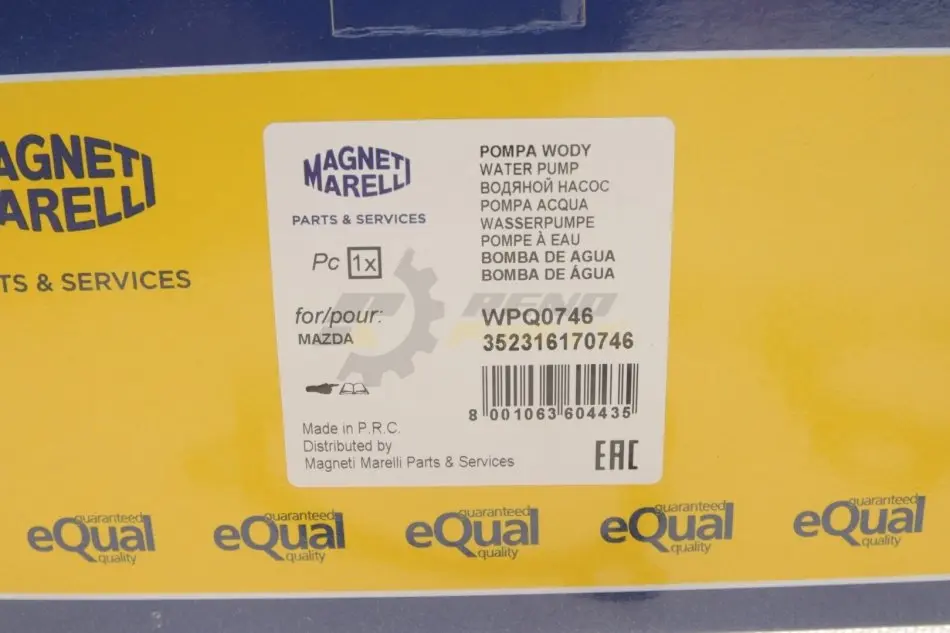 AGNETI
ARELLI
TS & SERVICES
MAGNETI
MARELLI
PARTS & SERVICES
Pc 1x
for/pour:
MAZDA
Made in P.R.C.
Distributed by
Magneti Marelli Parts & Services
POMPA WODY
WATER PUMP
ВОДЯНОЙ НАСОС
POMPA ACQUA
WASSERPUMPE
POMPE À EAU
BOMBA DE AGUA
BOMBA DE ÁGUA
RENO
WPQ0746
352316170746
8 001063 604435
EAC
guaranteed
eQual
quality
guaranteed
eQual
quality
guaranteed
eQual
quality
guaranteed
eQual
quality
guaranteed
eQual
quality